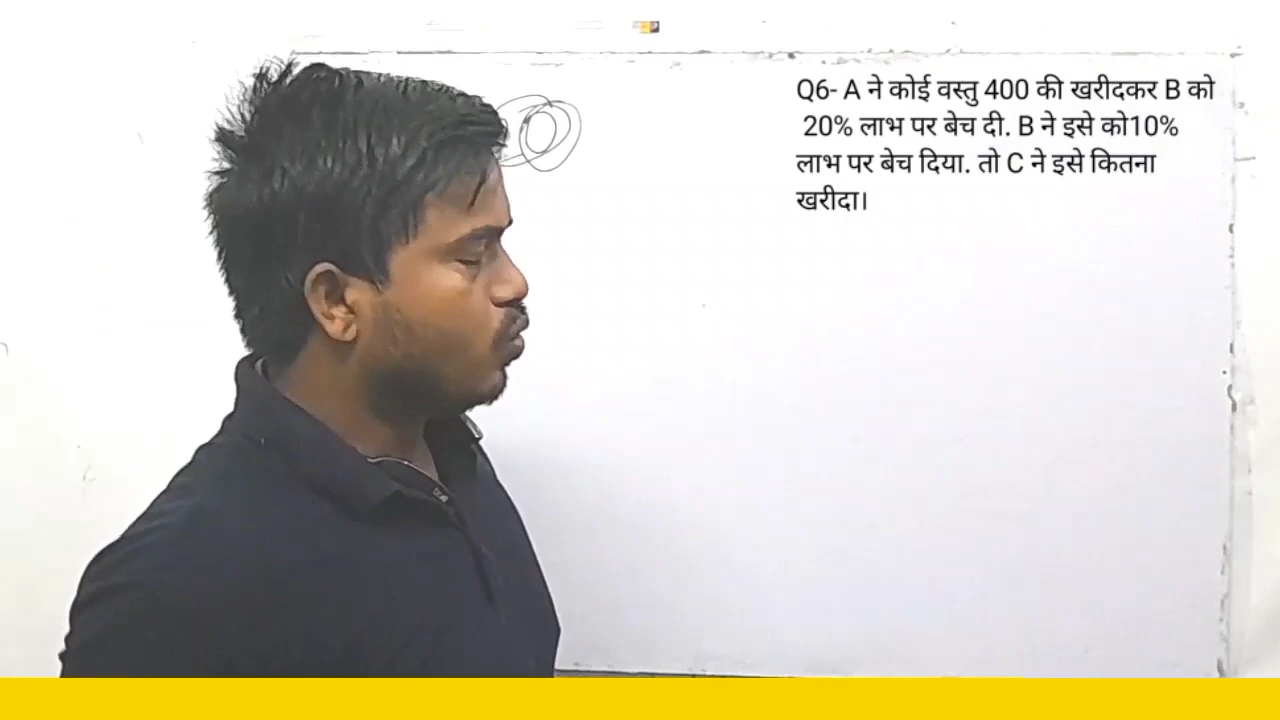 Q6- A ने कोई वस्तु 400 की खरीदकर B को
20% लाभ पर बेच दी. B ने इसे को10%
लाभ पर बेच दिया. तो C ने इसे कितना
खरीदा।